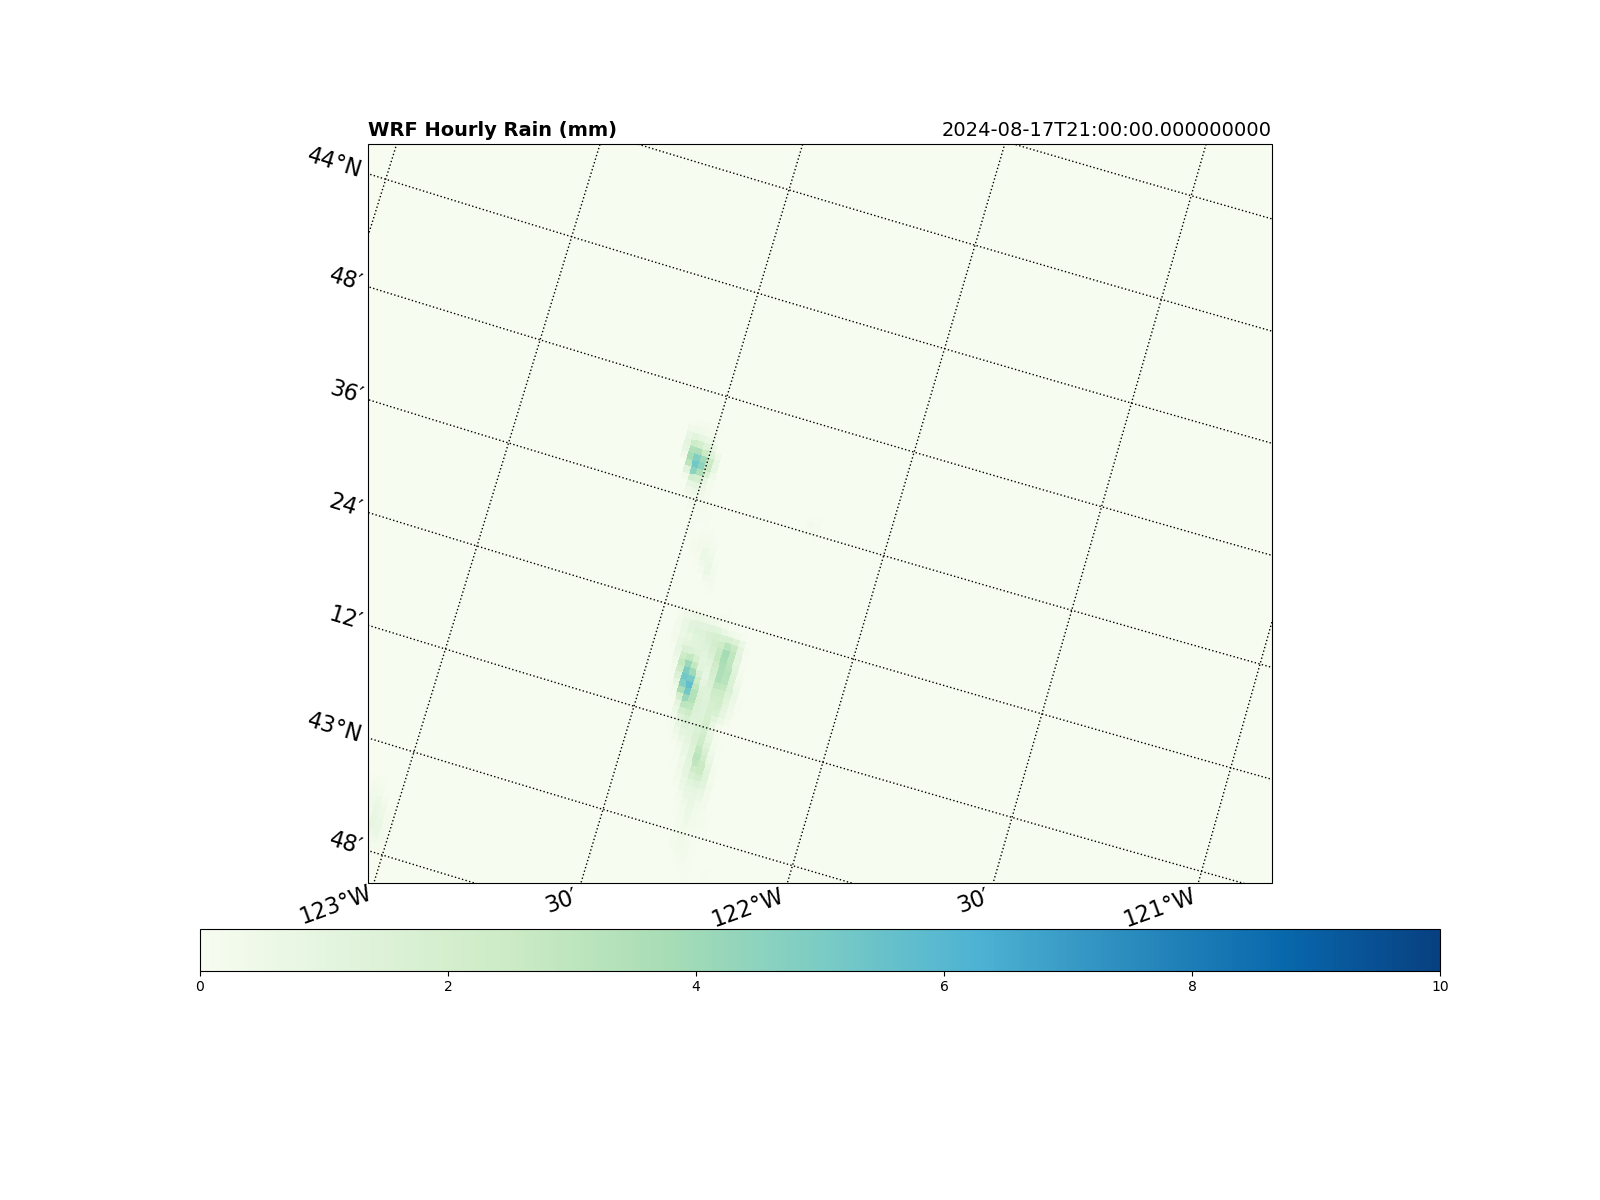 WRF Hourly Rain (mm) 2024-08-17T21:00:00.000000000
44°N
48′
36′
24′
12′
43°N
48′
123°W 30′ 122°W 30′ 121°W
0 2 4 6 8 10